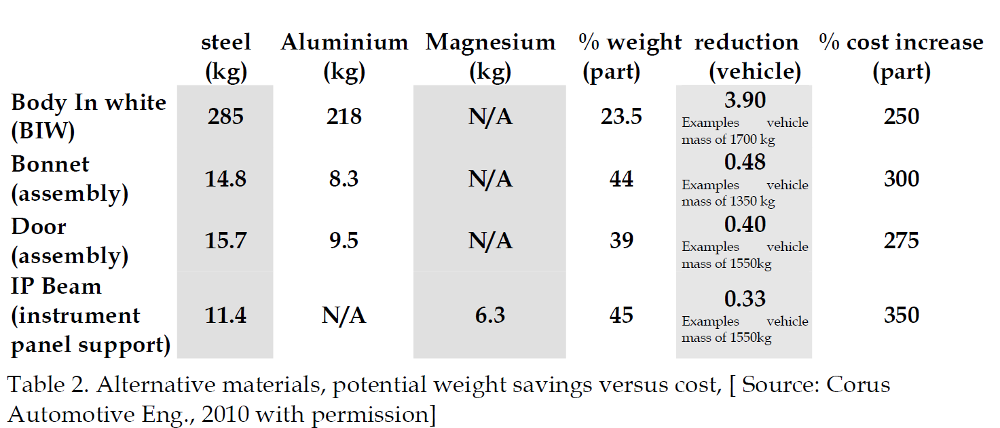 steel Aluminium Magnesium % weight reduction % cost increase
(kg) (kg) (kg) (part) (vehicle) (part)
Body In white
(BIW) 285 218 N/A 23.5 3.90 250
Examples vehicle
mass of 1700 kg
Bonnet
(assembly) 14.8 8.3 N/A 44 0.48 300
Examples vehicle
mass of 1350 kg
Door
(assembly) 15.7 9.5 N/A 39 0.40 275
Examples vehicle
mass of 1550kg
IP Beam
(instrument
panel support) 11.4 N/A 6.3 45 0.33 350
Examples vehicle
mass of 1550kg
Table 2. Alternative materials, potential weight savings versus cost, [ Source: Corus
Automotive Eng., 2010 with permission]